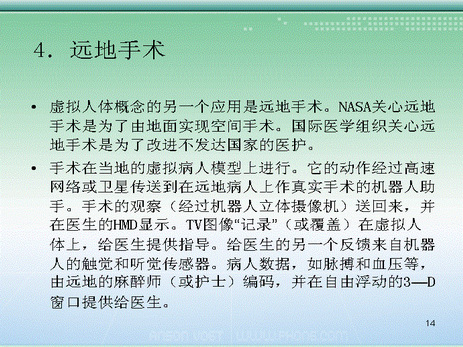 4. 远地手术
• 虚拟人体概念的另一个应用是远地手术。NASA关心远地
手术是为了由地面实现空间手术。国际医学组织关心远
地手术是为了改进不发达国家的医护。
• 手术在当地的虚拟病人模型上进行。它的动作经过高速
网络或卫星传送到在远地病人上作真实手术的机器人助
手。手术的观察（经过机器人立体摄像机）送回来，并
在医生的HMD显示。TV图像“记录”（或覆盖）在虚拟人
体上，给医生提供指导。给医生的另一个反馈来自机器
人的触觉和听觉传感器。病人数据，如脉搏和血压等，
由远地的麻醉师（或护士）编码，并在自由浮动的3—D
窗口提供给医生。
14